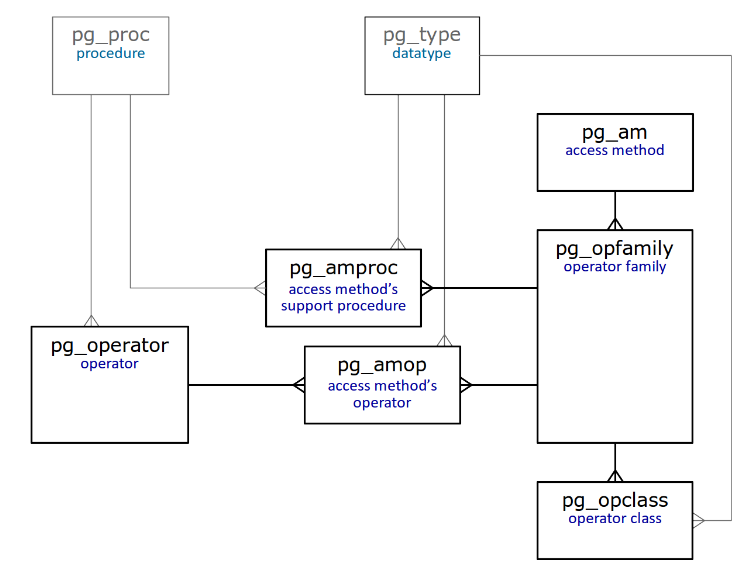 pg_proc
procedure
pg_type
datatype
pg_am
access method
pg_opfamily
operator family
pg_amproc
access method’s
support procedure
pg_operator
operator
pg_amop
access method’s
operator
pg_opclass
operator class